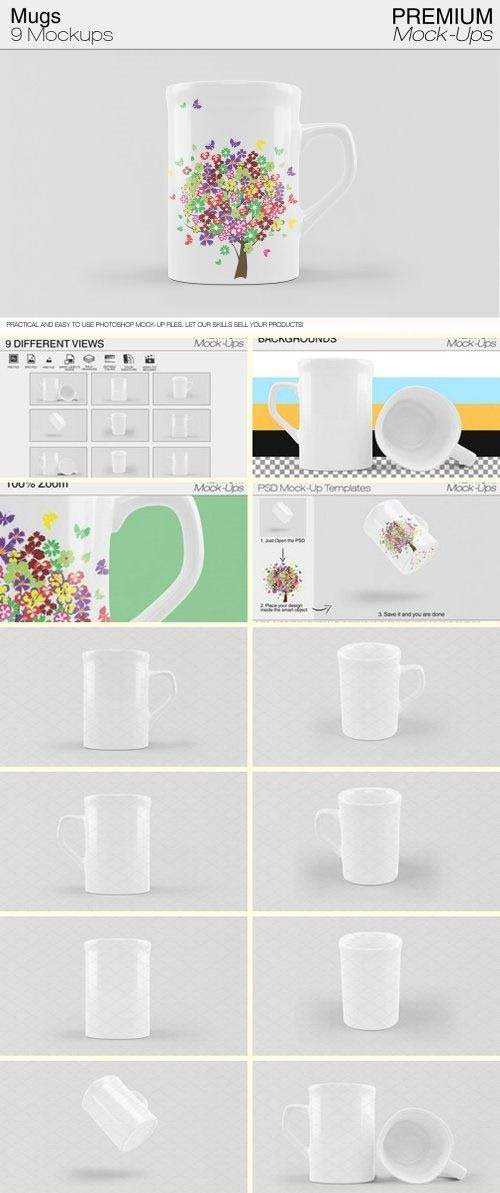 Mugs
9 Mockups
PREMIUM
Mock-Ups
PRACTICAL AND EASY TO USE PHOTOSHOP MOCK-UP FILES. LET OUR SKILLS SELL YOUR PRODUCTS!
9 DIFFERENT VIEWS
Mock-Ups
BACKGROUNDS
Mock-Ups
100% Zoom
Mock-Ups
PSD Mock-Up Templates
Mock-Ups
1. Just Open the PSD
2. Place your design
inside the smart object
3. Save it and you are done